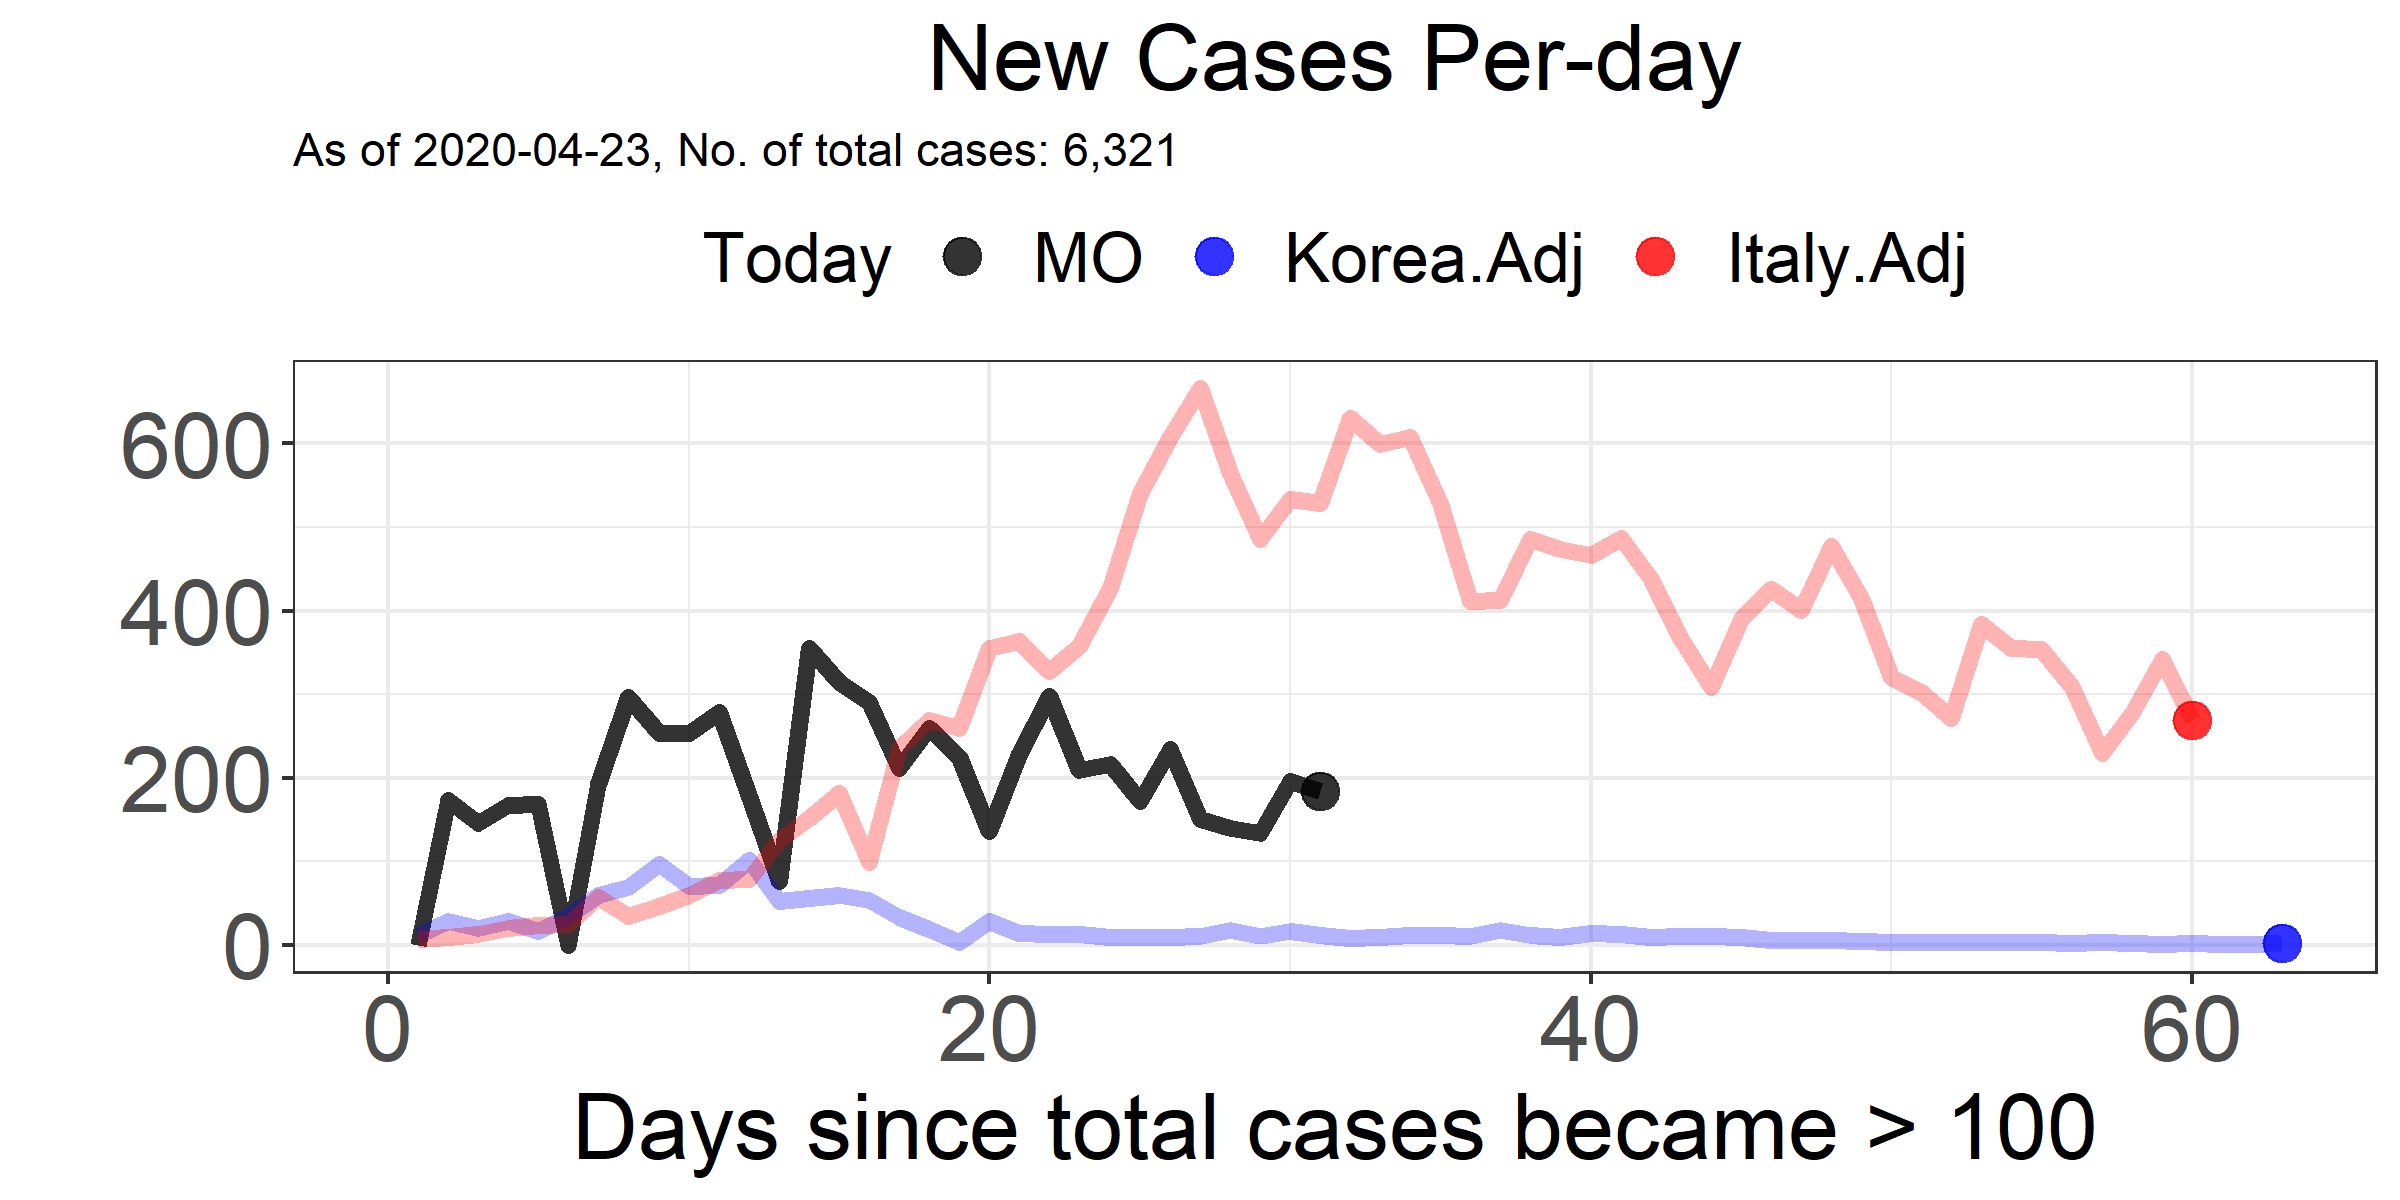 New Cases Per-day
As of 2020-04-23, No. of total cases: 6,321
Today MO Korea.Adj Italy.Adj
600
400
200
0
0 20 40 60
Days since total cases became > 100